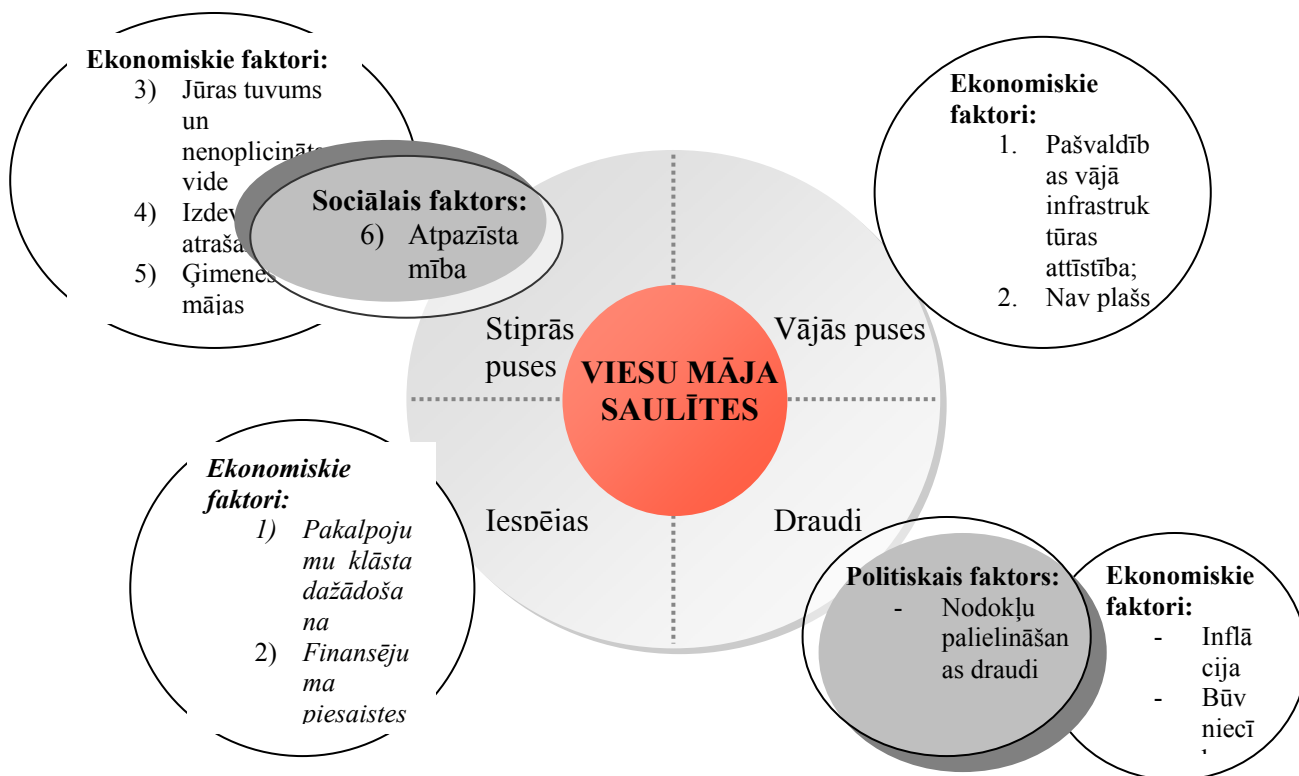 Ekonomiskie faktori:
3) Jūras tuvums
un
nenoplicināta
vide
4)
5) Ģimenes
mājas
Sociālais faktors:
6) Atpazīsta
mība
Ekonomiskie
faktori:
1. Pašvaldīb
as vājā
infrastruk
tūras
attīstība;
2. Nav plašs
Stiprās
puses
Vājās puses
VIESU MĀJA
SAULĪTES
Iespējas
Draudi
Ekonomiskie
faktori:
1) Pakalpoju
mu klāsta
dažādoša
na
2) Finansēju
ma
piesaistes
Politiskais faktors:
- Nodokļu
palielināšan
as draudi
Ekonomiskie
faktori:
- Inflā
cija
- Būv
niecī